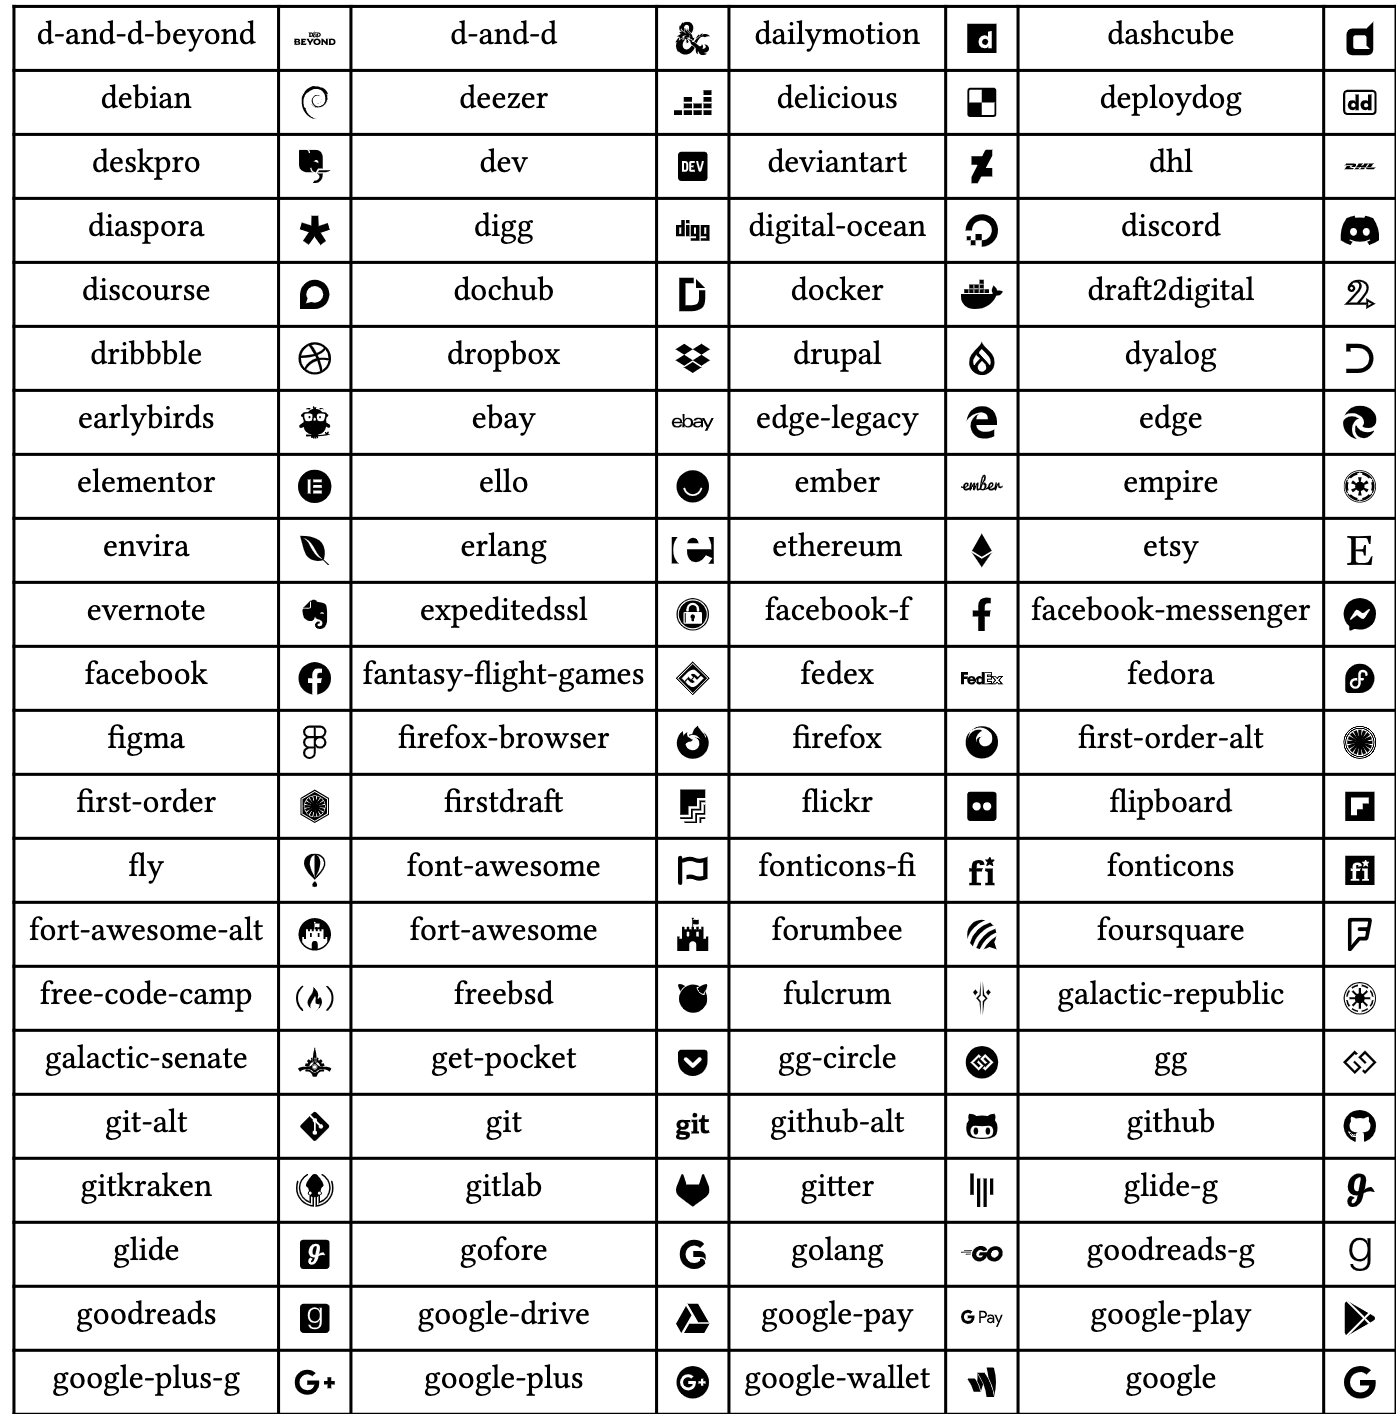 d-and-d-beyond D&D BEYOND d-and-d & dailymotion d dashcube d
debian deezer delicious deploydog dd
deskpro dev DEV deviantart dhl DHL
diaspora digg digg digital-ocean discord
discourse dochub D docker draft2digital 2
dribbble dropbox drupal dyalog
earlybirds ebay ebay edge-legacy e edge
elementor E ello ember ember empire
envira erlang e ethereum etsy E
evernote expeditedssl facebook-f f facebook-messenger
facebook f fantasy-flight-games fedex FedEx fedora f
figma firefox-browser firefox first-order-alt
first-order firstdraft flickr flipboard F
fly font-awesome fonticons-fi fi fonticons fi
fort-awesome-alt fort-awesome forumbee foursquare F
free-code-camp ( ) freebsd fulcrum galactic-republic
galactic-senate get-pocket gg-circle gg
git-alt git git github-alt github
gitkraken gitlab gitter glide-g g
glide g gofore G golang GO goodreads-g g
goodreads g google-drive google-pay G Pay google-play
google-plus-g G+ google-plus G+ google-wallet google G